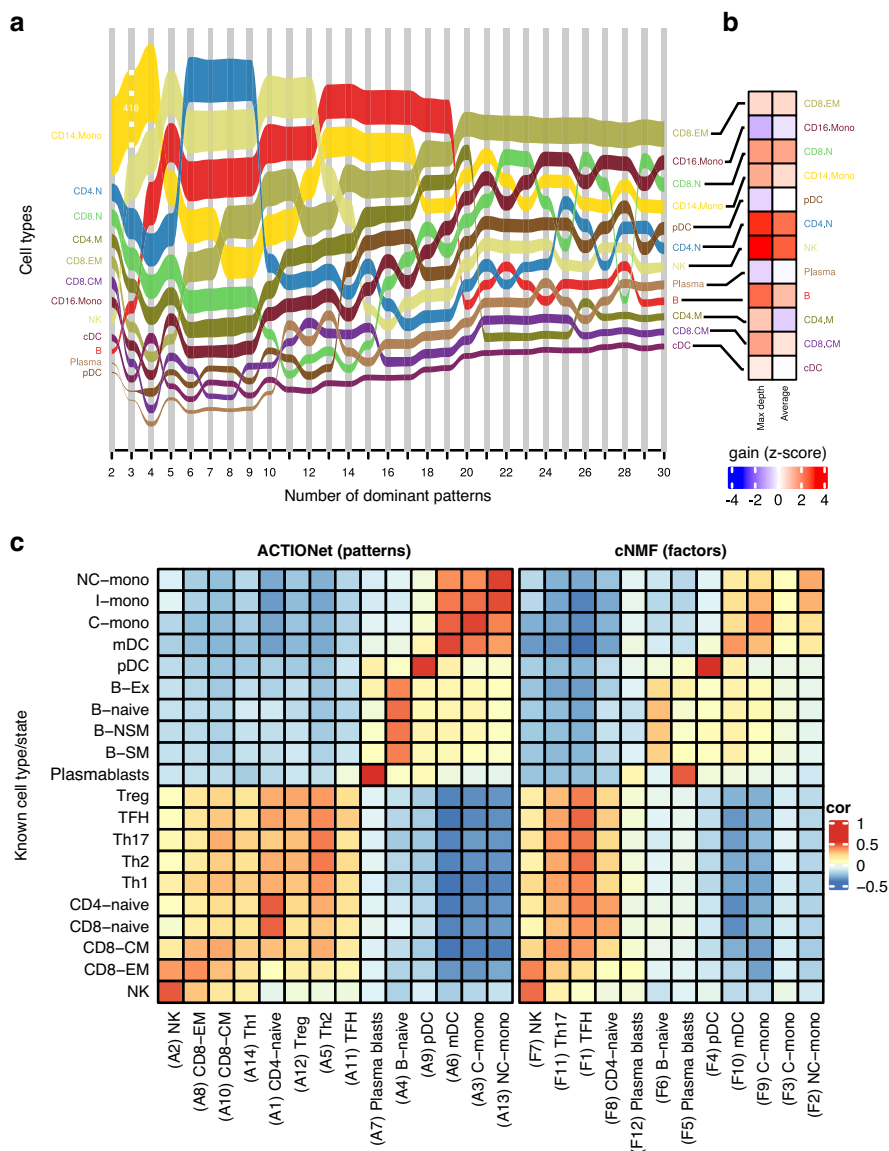 a
b
418
Cell types
CD14.Mono
CD4.N
CD8.N
CD4.M
CD8.EM
CD8.CM
CD16.Mono
NK
cDC
B
Plasma
pDC
CD8.EM
CD16.Mono
CD8.N
CD14.Mono
pDC
CD4.N
NK
Plasma
B
CD4.M
CD8.CM
cDC
CD8.EM
CD16.Mono
CD8.N
CD14.Mono
pDC
CD4.N
NK
Plasma
B
CD4.M
CD8.CM
cDC
Max depth
Average
2 3 4 5 6 7 8 9 10 12 14 16 18 20 22 24 26 28 30
Number of dominant patterns
gain (z-score)
-4 -2 0 2 4
c
ACTIONet (patterns)
cNMF (factors)
Known cell type/state
NC-mono
I-mono
C-mono
mDC
pDC
B-Ex
B-naive
B-NSM
B-SM
Plasmablasts
Treg
TFH
Th17
Th2
Th1
CD4-naive
CD8-naive
CD8-CM
CD8-EM
NK
cor
1
0.5
0
-0.5
(A2) NK
(A8) CD8-EM
(A10) CD8-CM
(A14) Th1
(A1) CD4-naive
(A12) Treg
(A5) Th2
(A11) TFH
(A7) Plasma blasts
(A4) B-naive
(A9) pDC
(A6) mDC
(A3) C-mono
(A13) NC-mono
(F7) NK
(F11) Th17
(F1) TFH
(F8) CD4-naive
(F12) Plasma blasts
(F6) B-naive
(F5) Plasma blasts
(F4) pDC
(F10) mDC
(F9) C-mono
(F3) C-mono
(F2) NC-mono